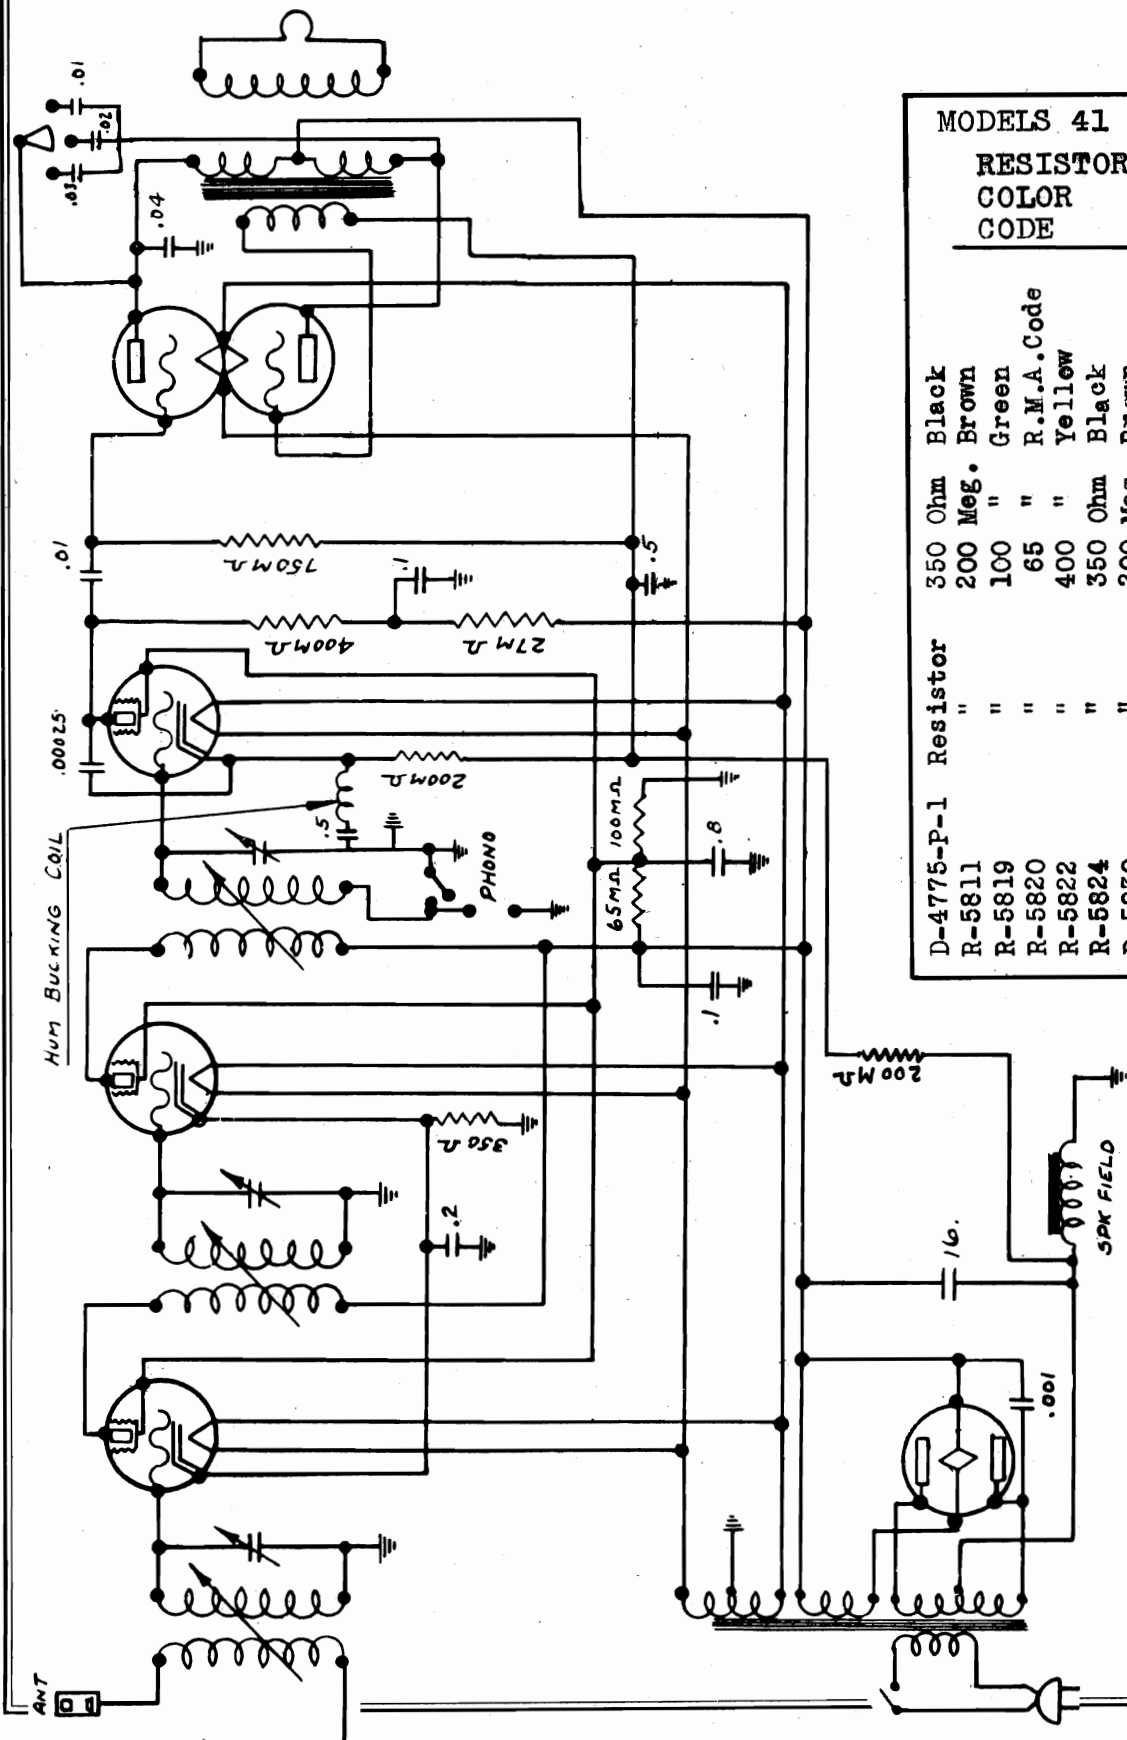 .01
.02
.03
.04
MODELS 41
RESISTOR
COLOR
CODE
D-4775-P-1 Resistor 350 Ohm Black
R-5811 " 200 Meg. Brown
R-5819 " 100 " Green
R-5820 " 65 " R.M.A.Code
R-5822 " 400 " Yellow
R-5824 " 350 Ohm Black
.01
750MΩ
.1
.5
400MΩ
27MΩ
.00025
200MΩ
HUM BUCKING COIL
.5
PHONO
65MΩ
100MΩ
.8
.1
350Ω
.2
200MΩ
SPK FIELD
16.
.001
ANT